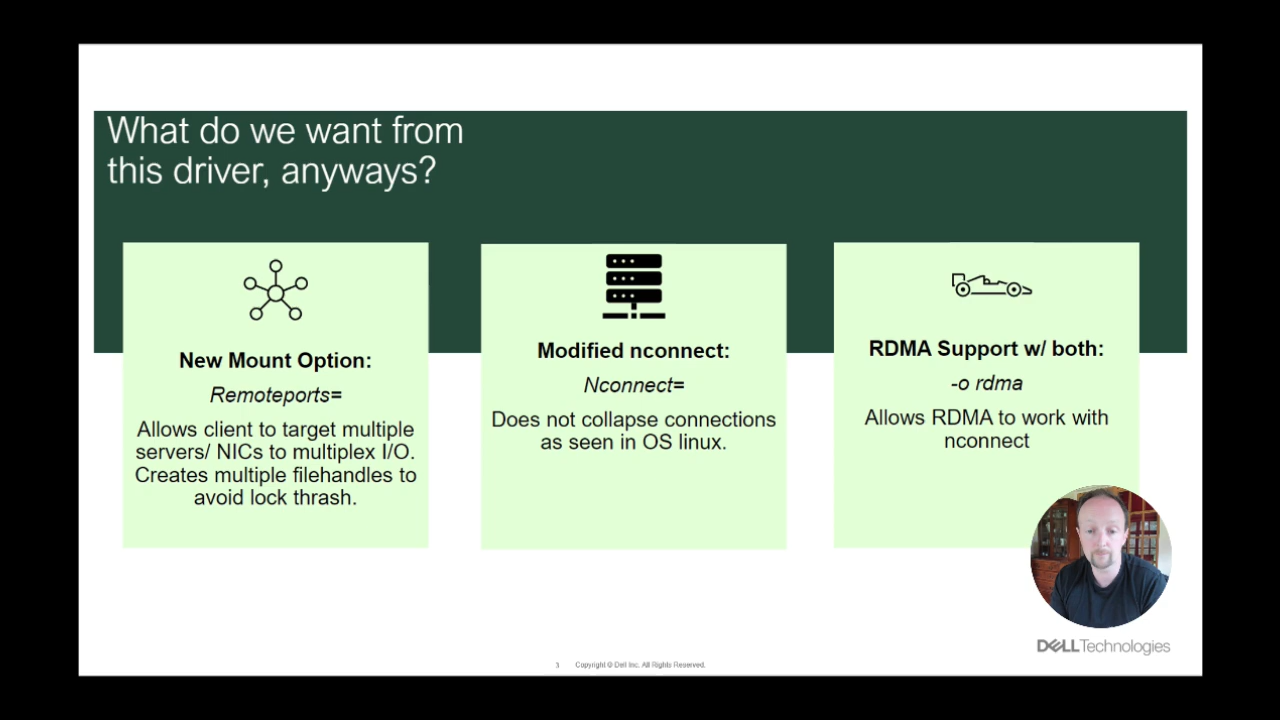 What do we want from
this driver, anyways?
New Mount Option:
Remoteports=
Allows client to target multiple
servers/ NICs to multiplex I/O.
Creates multiple filehandles to
avoid lock thrash.
Modified nconnect:
Nconnect=
Does not collapse connections
as seen in OS linux.
RDMA Support w/ both:
-o rdma
Allows RDMA to work with
nconnect
DELLTechnologies
3 Copyright © Dell Inc. All Rights Reserved.